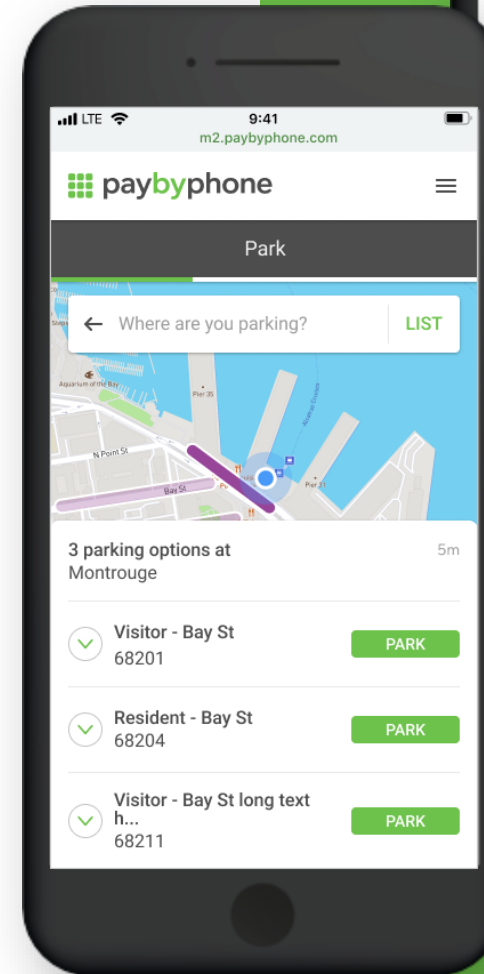 LTE 9:41
m2.paybyphone.com
paybyphone
Park
Where are you parking?
LIST
Aquarium of the Bay
Pier 35
N Point St
Bay St
Pier 31
3 parking options at
5m
Montrouge
Visitor - Bay St
68201
PARK
Resident - Bay St
68204
PARK
Visitor - Bay St long text
h...
68211
PARK